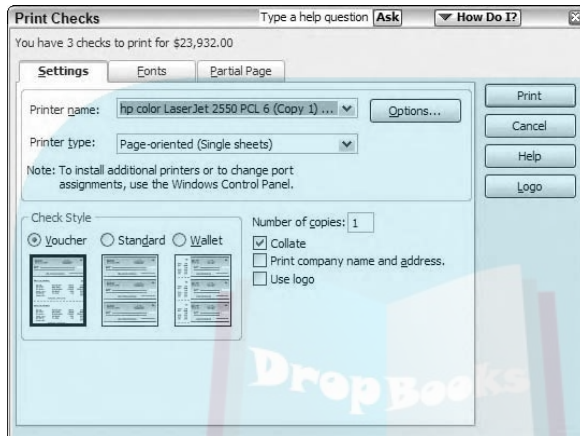 Print Checks
Type a help question Ask
How Do I?
You have 3 checks to print for $23,932.00
Settings
Fonts
Partial Page
Printer name: hp color LaserJet 2550 PCL 6 (Copy 1) ...
Options...
Printer type: Page-oriented (Single sheets)
Note: To install additional printers or to change port
assignments, use the Windows Control Panel.
Print
Cancel
Help
Logo
Check Style
Voucher
Standard
Wallet
Number of copies: 1
Collate
Print company name and address.
Use logo
DropBooks